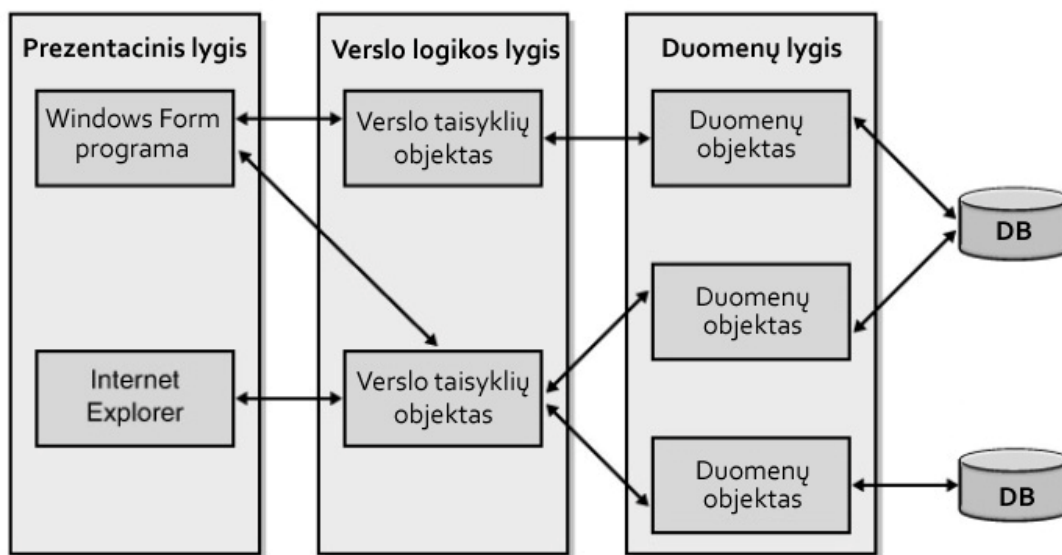 Prezentacinis lygis
Windows Form
programa
Internet
Explorer
Verslo logikos lygis
Verslo taisyklių
objektas
Verslo taisyklių
objektas
Duomenų lygis
Duomenų
objektas
Duomenų
objektas
Duomenų
objektas
DB
DB